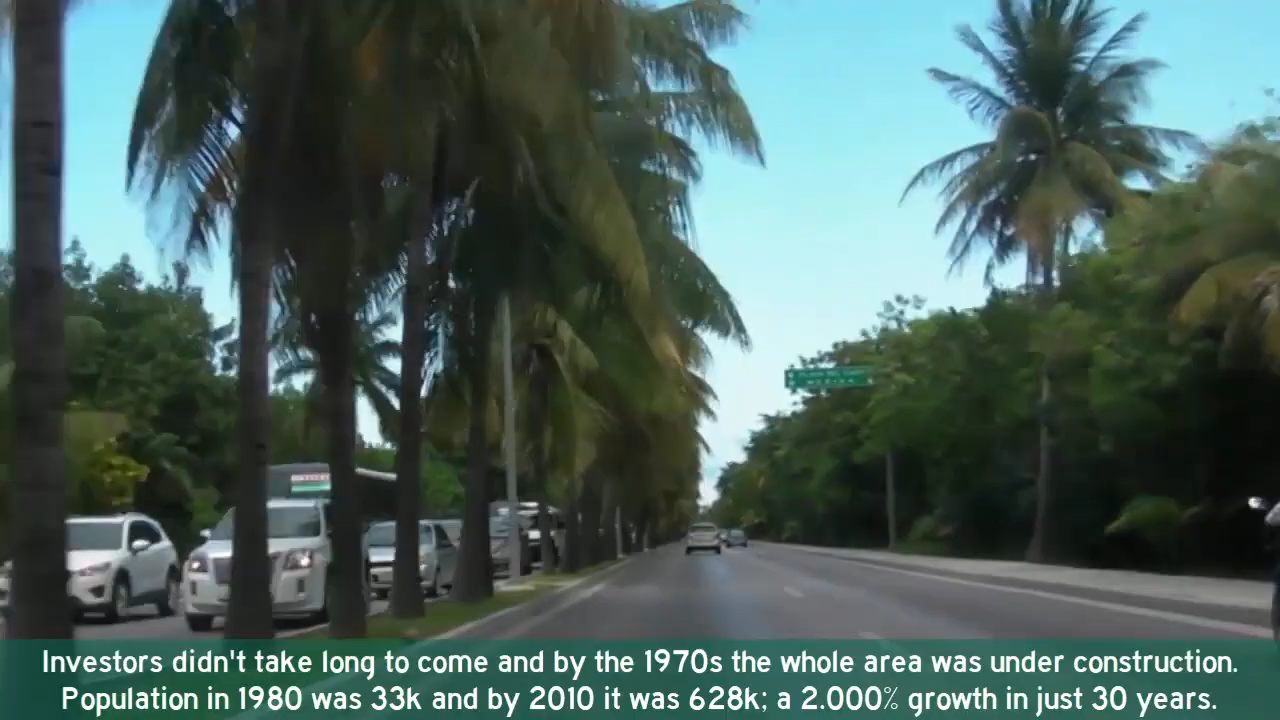 Investors didn't take long to come and by the 1970s the whole area was under construction.
Population in 1980 was 33k and by 2010 it was 628k; a 2.000% growth in just 30 years.